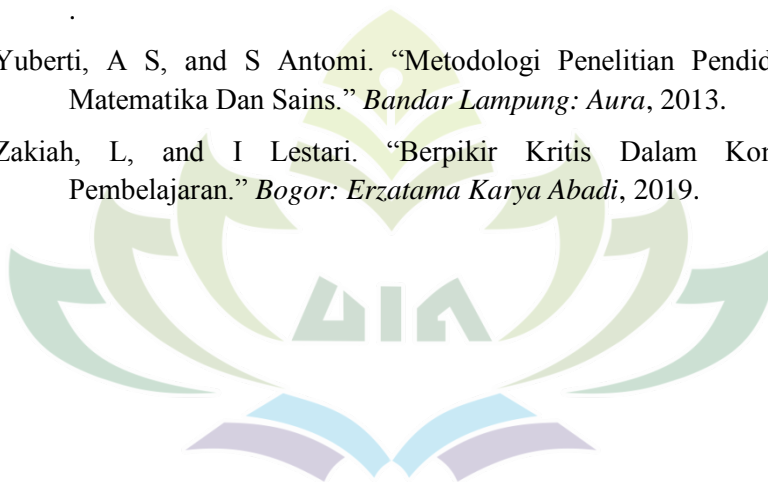 .
Yuberti, A S, and S Antomi. “Metodologi Penelitian Pendid
Matematika Dan Sains.” Bandar Lampung: Aura, 2013.
Zakiah, L, and I Lestari. “Berpikir Kritis Dalam Kon
Pembelajaran.” Bogor: Erzatama Karya Abadi, 2019.
UIN